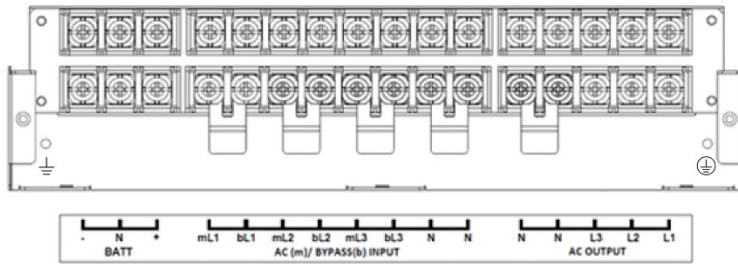 - N + mL1 bL1 mL2 bL2 mL3 bL3 N N N N L3 L2 L1
BATT AC (m)/ BYPASS(b) INPUT AC OUTPUT